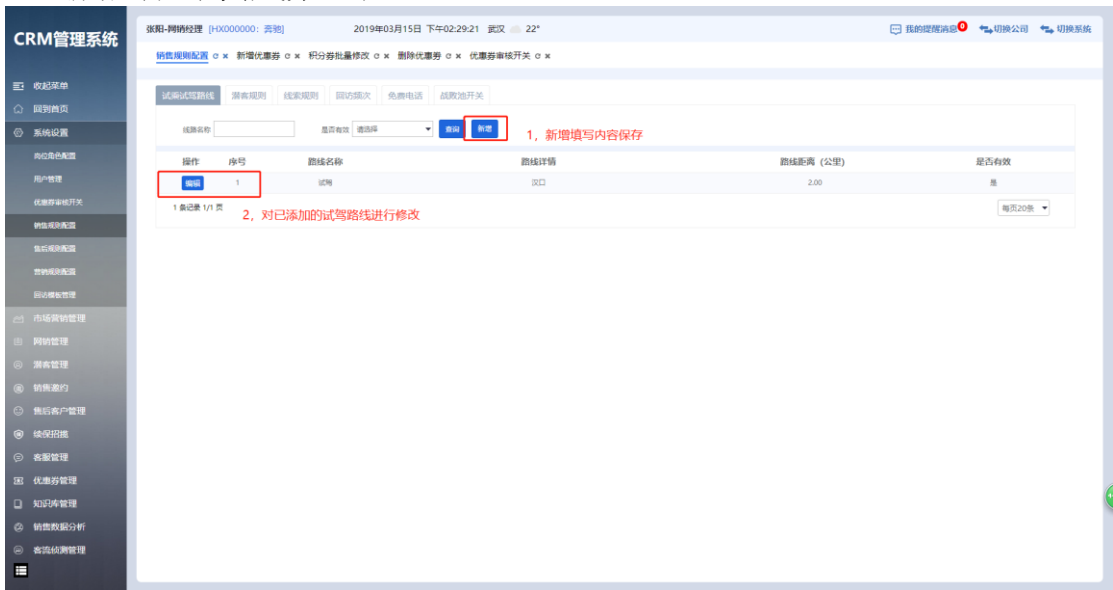 CRM管理系统
张阳-网销经理 [HX000000: 奔驰] 2019年03月15日 下午02:29:21 武汉 22° 我的提醒消息0 切换公司 切换系统
销售规则配置 新增优惠券 积分券批量修改 删除优惠劵 优惠券审核开关
收起菜单
回到首页
系统设置
岗位角色配置
用户管理
优惠券审核开关
销售规则配置
售后规则配置
营销规则配置
回访模板管理
市场营销管理
网销管理
潜客管理
销售邀约
售后客户管理
续保招揽
客服管理
优惠券管理
知识库管理
销售数据分析
客流侦测管理
试乘试驾路线 潜客规则 线索规则 回访频次 免费电话 战败池开关
线路名称 是否有效 请选择 查询 新增
1，新增填写内容保存
操作 序号 路线名称 路线详情 路线距离（公里） 是否有效
编辑 1 试驾 汉口 2.00 是
1 条记录 1/1 页 每页20条
2，对已添加的试驾路线进行修改